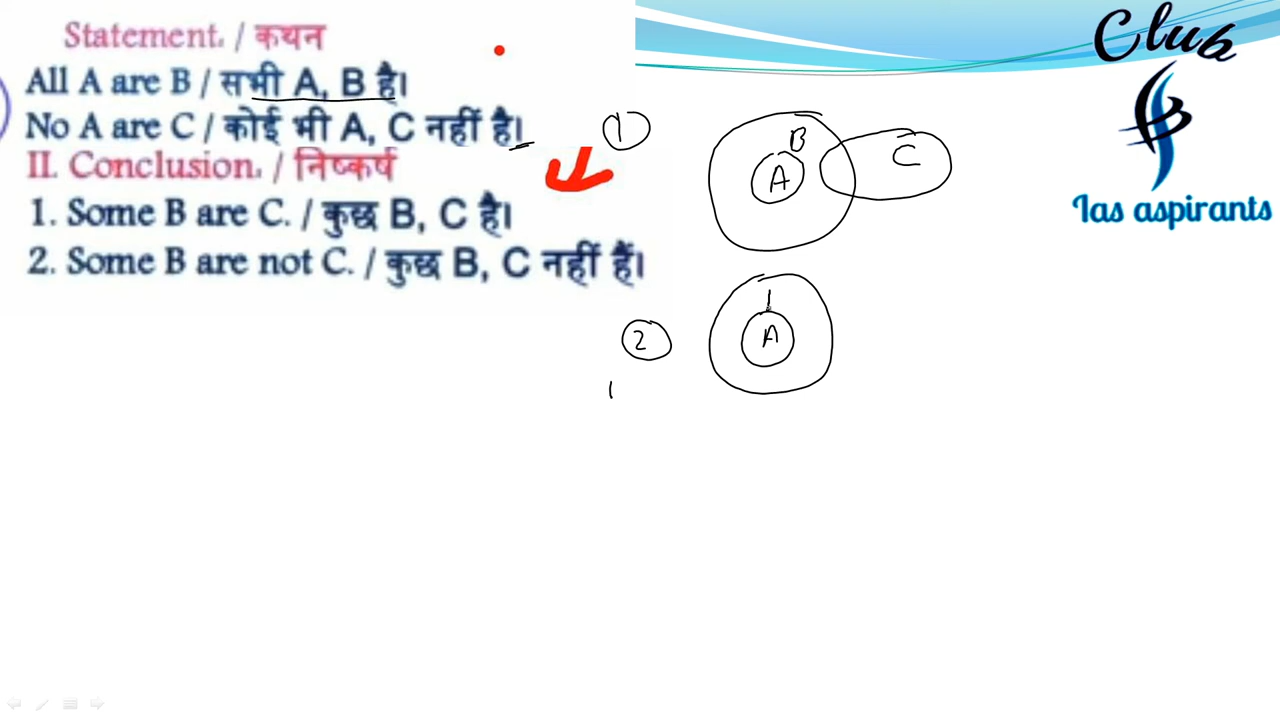 Statement. / कथन
All A are B / सभी A, B है।
No A are C / कोई भी A, C नहीं है।
II. Conclusion. / निष्कर्ष
1. Some B are C. / कुछ B, C है।
2. Some B are not C. / कुछ B, C नहीं हैं।
1
B
A
C
2
A
Club
Ias aspirants